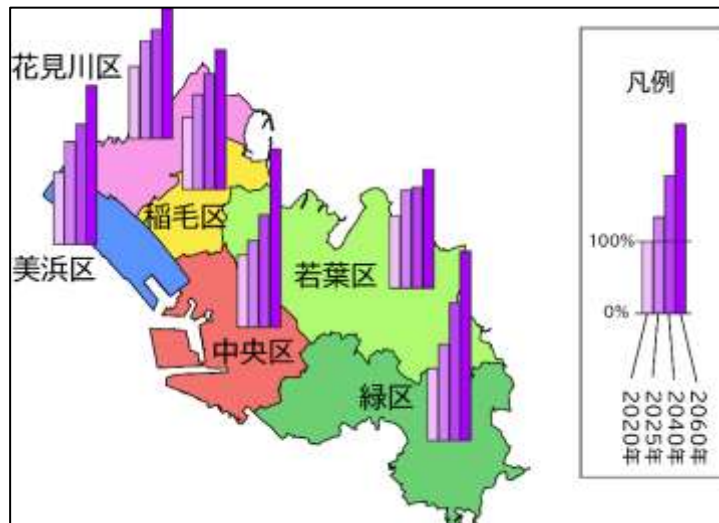 花見川区
稲毛区
美浜区
若葉区
中央区
緑区
凡例
100%
0%
2020年
2025年
2040年
2060年